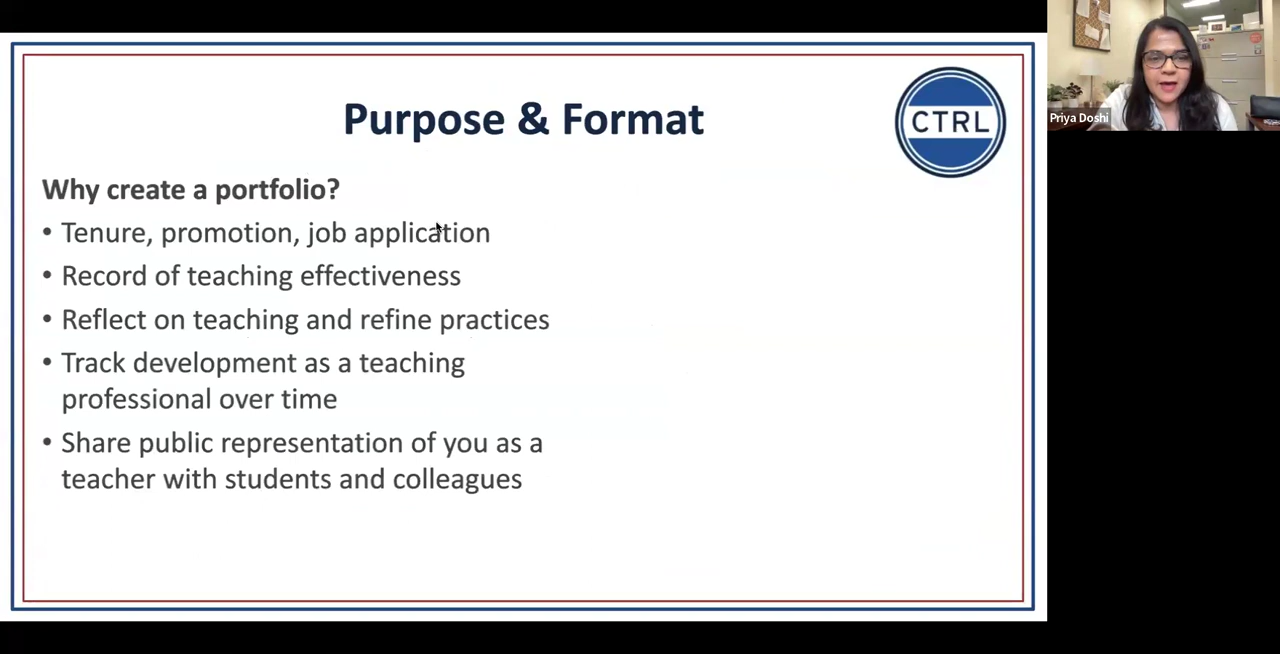 Purpose & Format
CTRL
Why create a portfolio?
• Tenure, promotion, job application
• Record of teaching effectiveness
• Reflect on teaching and refine practices
• Track development as a teaching
professional over time
• Share public representation of you as a
teacher with students and colleagues
Priya Doshi